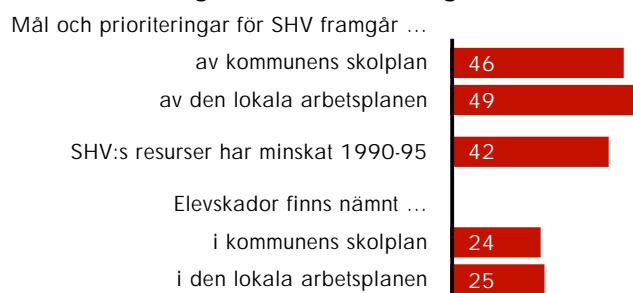 Mål och prioriteringar för SHV framgår ...
av kommunens skolplan 46
av den lokala arbetsplanen 49
SHV:s resurser har minskat 1990-95 42
Elevskador finns nämnt ...
i kommunens skolplan 24
i den lokala arbetsplanen 25